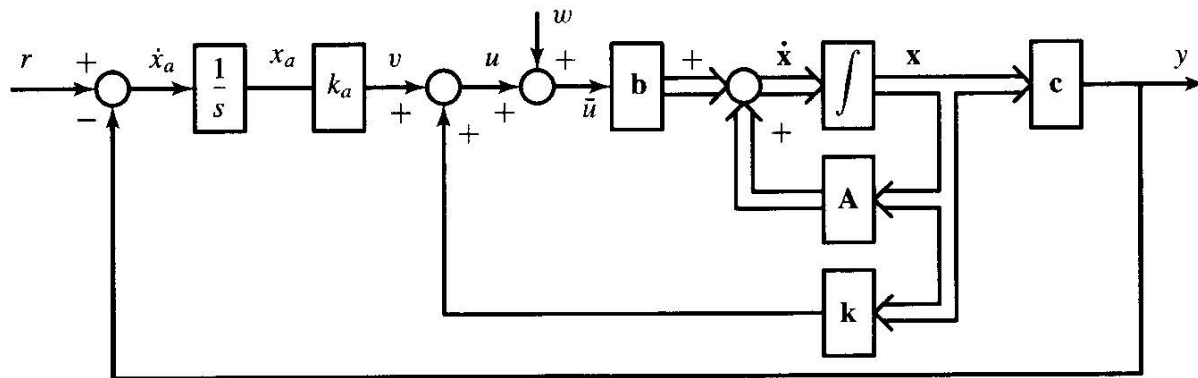 w
r + ẋₐ 1/s xₐ kₐ v u + b + ẋ ∫ x c y
− + + + ū +
A
k